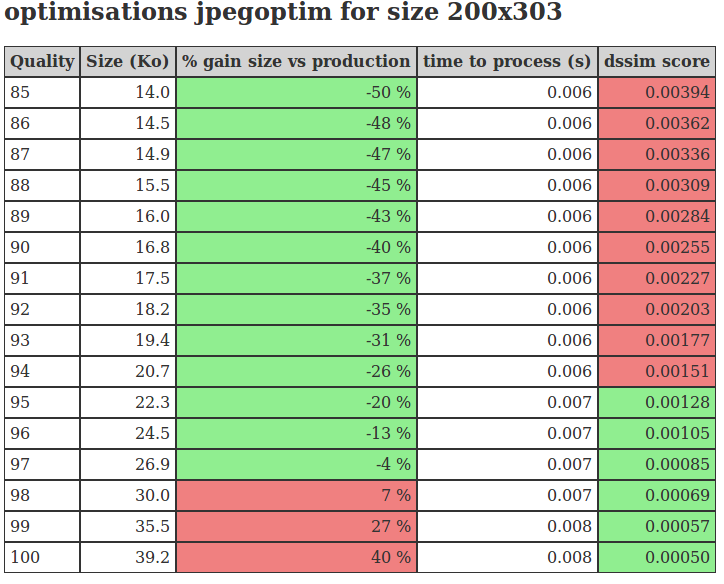 optimisations jpegoptim for size 200x303
Quality Size (Ko) % gain size vs production time to process (s) dssim score
85 14.0 -50 % 0.006 0.00394
86 14.5 -48 % 0.006 0.00362
87 14.9 -47 % 0.006 0.00336
88 15.5 -45 % 0.006 0.00309
89 16.0 -43 % 0.006 0.00284
90 16.8 -40 % 0.006 0.00255
91 17.5 -37 % 0.006 0.00227
92 18.2 -35 % 0.006 0.00203
93 19.4 -31 % 0.006 0.00177
94 20.7 -26 % 0.006 0.00151
95 22.3 -20 % 0.007 0.00128
96 24.5 -13 % 0.007 0.00105
97 26.9 -4 % 0.007 0.00085
98 30.0 7 % 0.007 0.00069
99 35.5 27 % 0.008 0.00057
100 39.2 40 % 0.008 0.00050